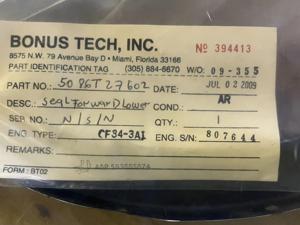 BONUS TECH, INC. Nº 394413
8575 N.W. 79 Avenue Bay D • Miami, Florida 33166
PART IDENTIFICATION TAG (305) 884-6670 W/O: 09-355
PART NO.: 5086T27602 DATE: JUL 02 2009
DESC.: Seal Forward Lower COND.: AR
SER NO.: N/S/N QTY.: 1
ENG. TYPE: CF34-3A1 ENG. S/N: 807644
REMARKS:
FORM: BT02